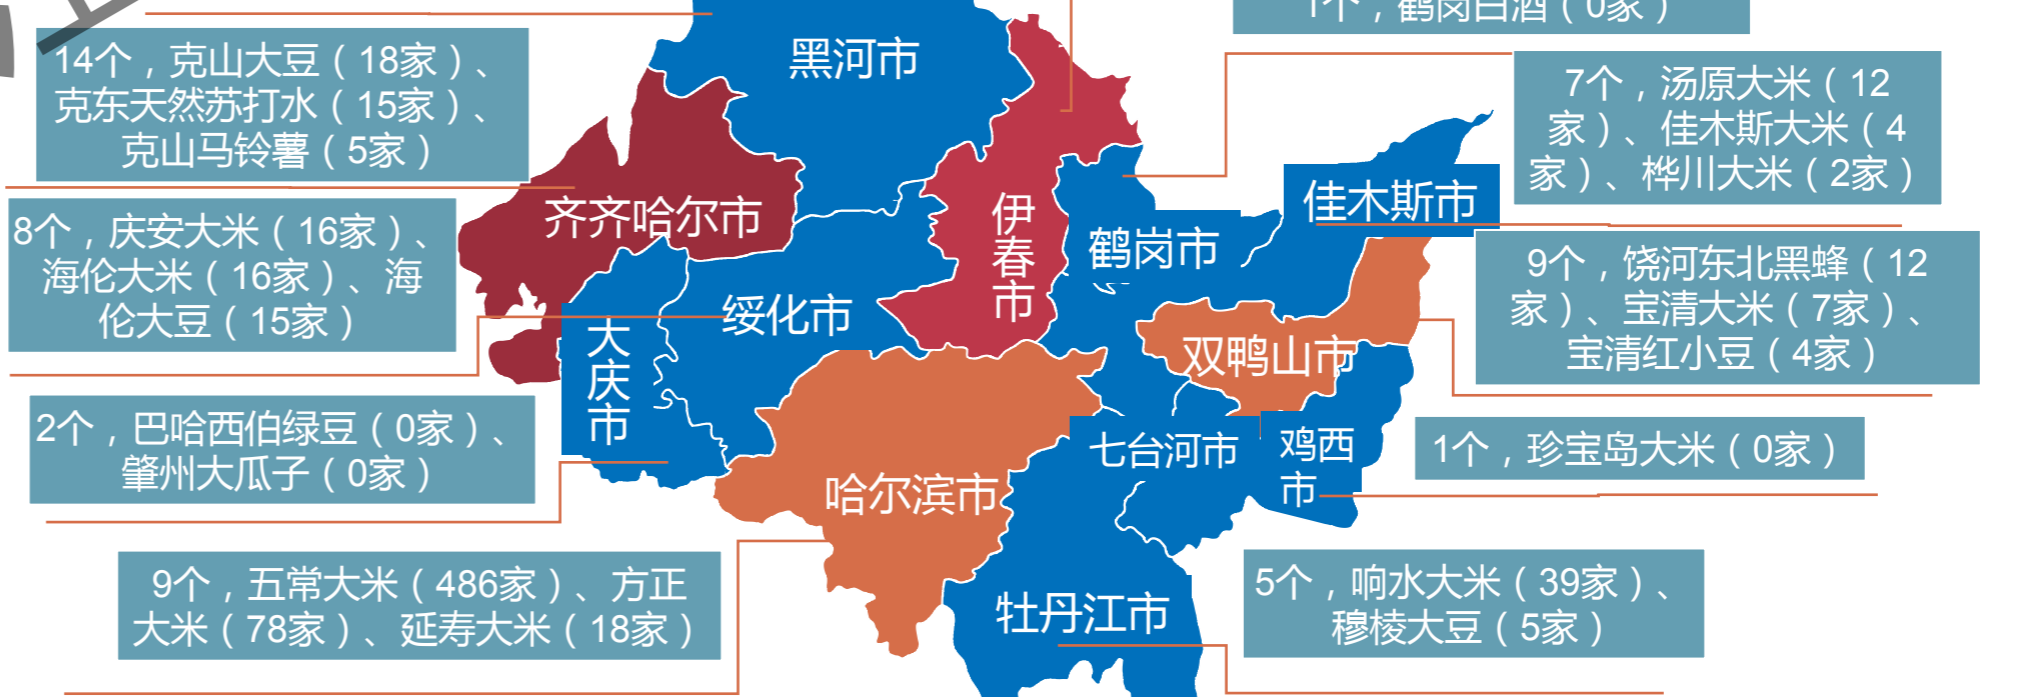 1个，鹤岗白酒（0家）
14个，克山大豆（18家）、
克东天然苏打水（15家）、
克山马铃薯（5家）
黑河市
7个，汤原大米（12
家）、佳木斯大米（4
家）、桦川大米（2家）
齐齐哈尔市
伊
春
市
鹤岗市
佳木斯市
8个，庆安大米（16家）、
海伦大米（16家）、海
伦大豆（15家）
绥化市
大
庆
市
双鸭山市
9个，饶河东北黑蜂（12
家）、宝清大米（7家）、
宝清红小豆（4家）
2个，巴哈西伯绿豆（0家）、
肇州大瓜子（0家）
七台河市
鸡西
市
1个，珍宝岛大米（0家）
哈尔滨市
9个，五常大米（486家）、方正
大米（78家）、延寿大米（18家）
牡丹江市
5个，响水大米（39家）、
穆棱大豆（5家）